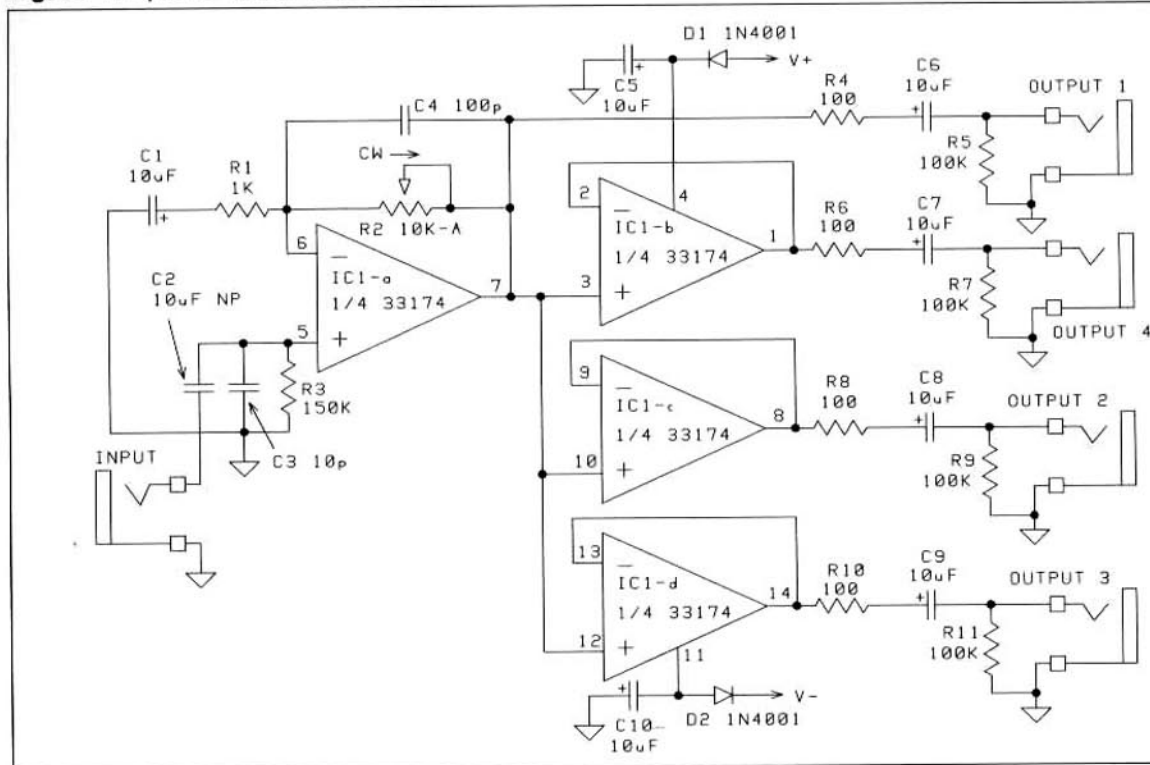 D1 1N4001
V+
C5
10uF
C6
10uF
OUTPUT 1
R4
100
C4 100p
R5
100K
CW
C1
10uF
R1
1K
R2 10K-A
2
4
IC1-b
1/4 33174
1
3
R6
100
C7
10uF
R7
100K
OUTPUT 4
6
IC1-a
1/4 33174
7
5
C2
10uF NP
R3
150K
C3 10p
INPUT
9
IC1-c
1/4 33174
8
10
R8
100
C8
10uF
OUTPUT 2
R9
100K
13
IC1-d
1/4 33174
14
12
11
R10
100
C9
10uF
OUTPUT 3
R11
100K
V-
D2 1N4001
C10
10uF